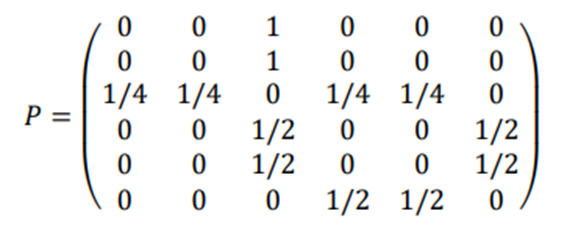 0 0 1 0 0 0
0 0 1 0 0 0
1/4 1/4 0 1/4 1/4 0
P = 0 0 1/2 0 0 1/2
0 0 1/2 0 0 1/2
0 0 0 1/2 1/2 0